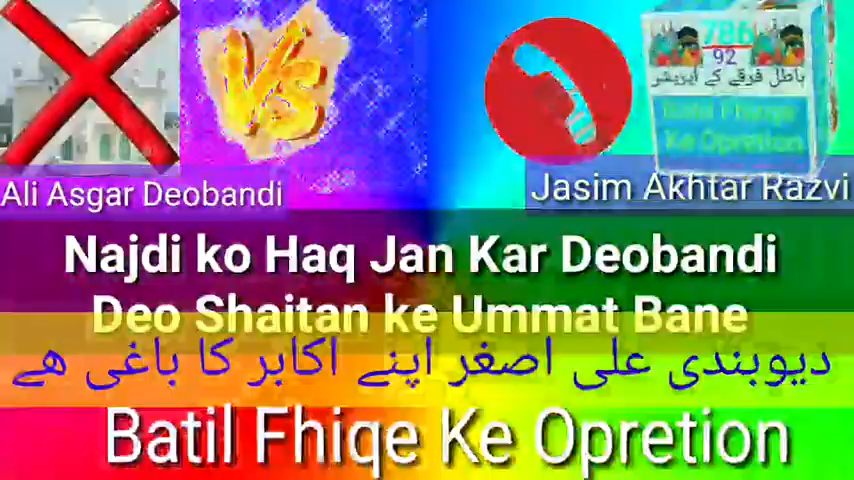 VS
786
92
باطل فرقے کے آپریشن
Batil Fhiqe
Ke Opretion
Ali Asgar Deobandi
Jasim Akhtar Razvi
Najdi ko Haq Jan Kar Deobandi
Deo Shaitan ke Ummat Bane
دیوبندی علی اصغر اپنے اکابر کا باغی ھے
Batil Fhiqe Ke Opretion